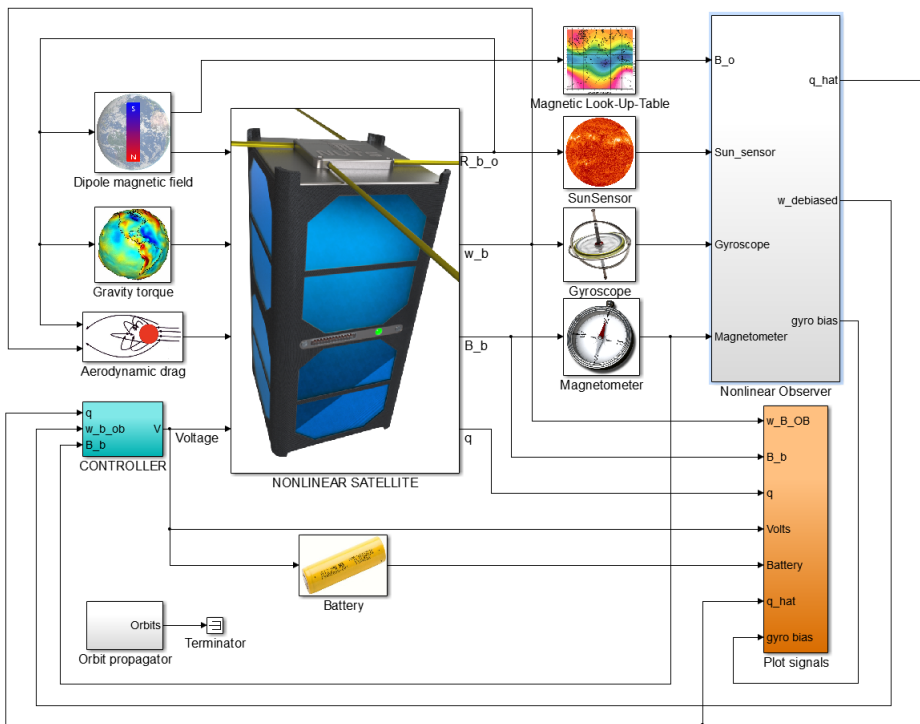 B_o
q_hat
Magnetic Look-Up-Table
S
N
Dipole magnetic field
R_b_o
Sun_sensor
SunSensor
w_debiased
w_b
Gyroscope
Gravity torque
Gyroscope
gyro bias
B_b
Magnetometer
Aerodynamic drag
Magnetometer
Nonlinear Observer
q
w_b_ob
V
B_b
Voltage
CONTROLLER
q
NONLINEAR SATELLITE
w_B_OB
B_b
q
Volts
Battery
q_hat
gyro bias
Plot signals
Battery
Orbits
Orbit propagator
Terminator